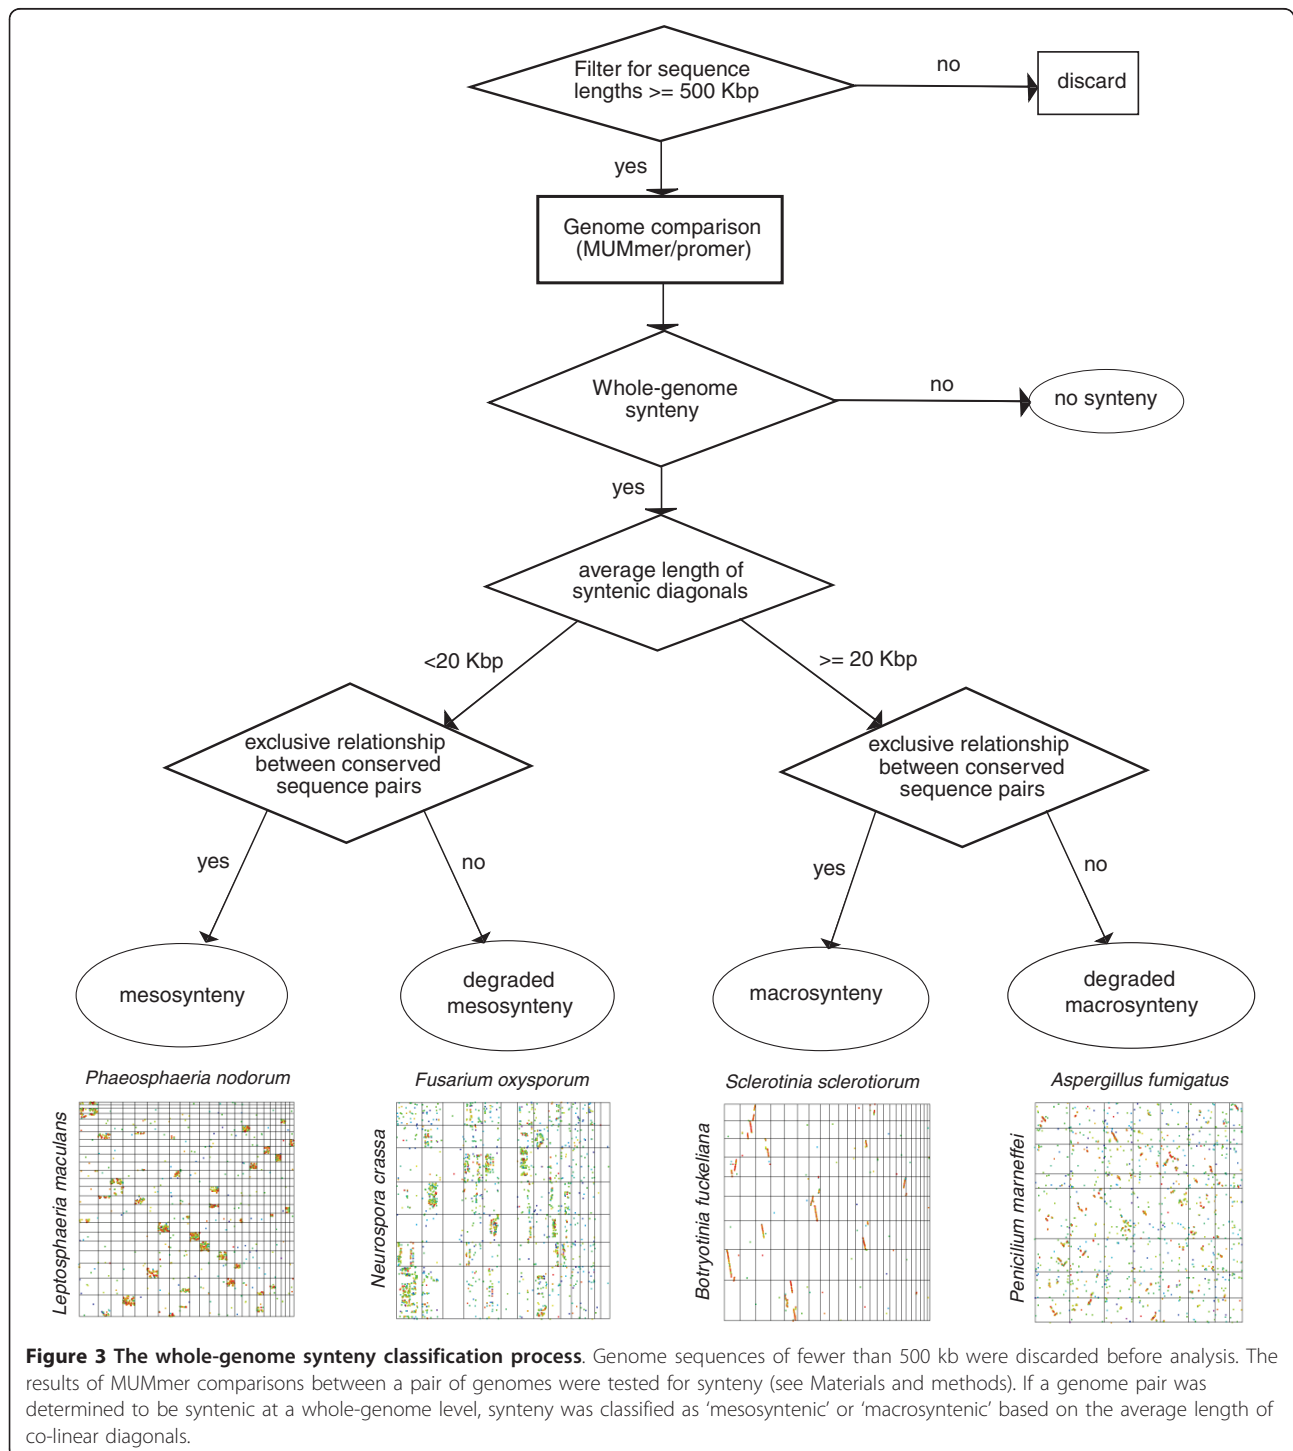 Filter for sequence
lengths >= 500 Kbp
no
discard
yes
Genome comparison
(MUMmer/promer)
Whole-genome
synteny
no
no synteny
yes
average length of
syntenic diagonals
<20 Kbp
>= 20 Kbp
exclusive relationship
between conserved
sequence pairs
exclusive relationship
between conserved
sequence pairs
yes
no
yes
no
mesosynteny
degraded
mesosynteny
macrosynteny
degraded
macrosynteny
Phaeosphaeria nodorum
Leptosphaeria maculans
Fusarium oxysporum
Neurospora crassa
Sclerotinia sclerotiorum
Botryotinia fuckeliana
Aspergillus fumigatus
Penicilium marneffei
Figure 3 The whole-genome synteny classification process. Genome sequences of fewer than 500 kb were discarded before analysis. The
results of MUMmer comparisons between a pair of genomes were tested for synteny (see Materials and methods). If a genome pair was
determined to be syntenic at a whole-genome level, synteny was classified as ‘mesosyntenic’ or ‘macrosyntenic’ based on the average length of
co-linear diagonals.